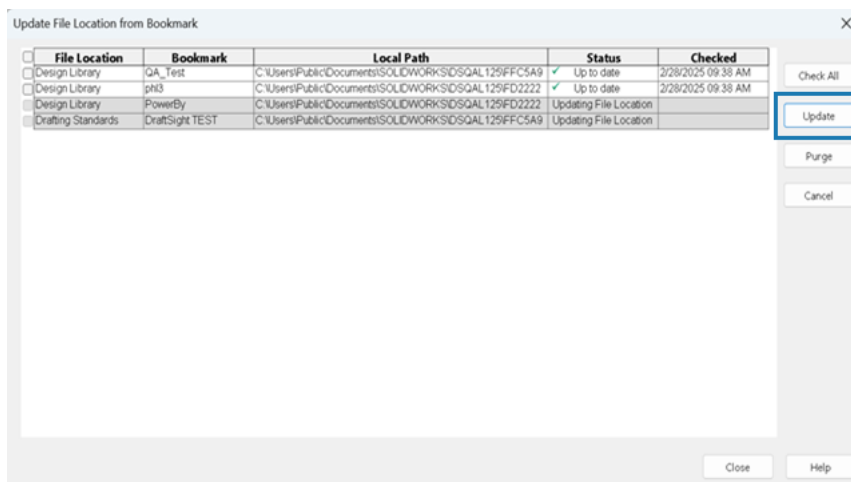 Update File Location from Bookmark
File Location Bookmark Local Path Status Checked
Design Library QA_Test C:\Users\Public\Documents\SOLIDWORKS\DSQAL125\FFC5A9 ✓ Up to date 2/28/2025 09:38 AM
Design Library phl3 C:\Users\Public\Documents\SOLIDWORKS\DSQAL125\FD2222 ✓ Up to date 2/28/2025 09:38 AM
Design Library PowerBy C:\Users\Public\Documents\SOLIDWORKS\DSQAL125\FD2222 Updating File Location
Drafting Standards DraftSight TEST C:\Users\Public\Documents\SOLIDWORKS\DSQAL125\FFC5A9 Updating File Location
Check All
Update
Purge
Cancel
Close Help